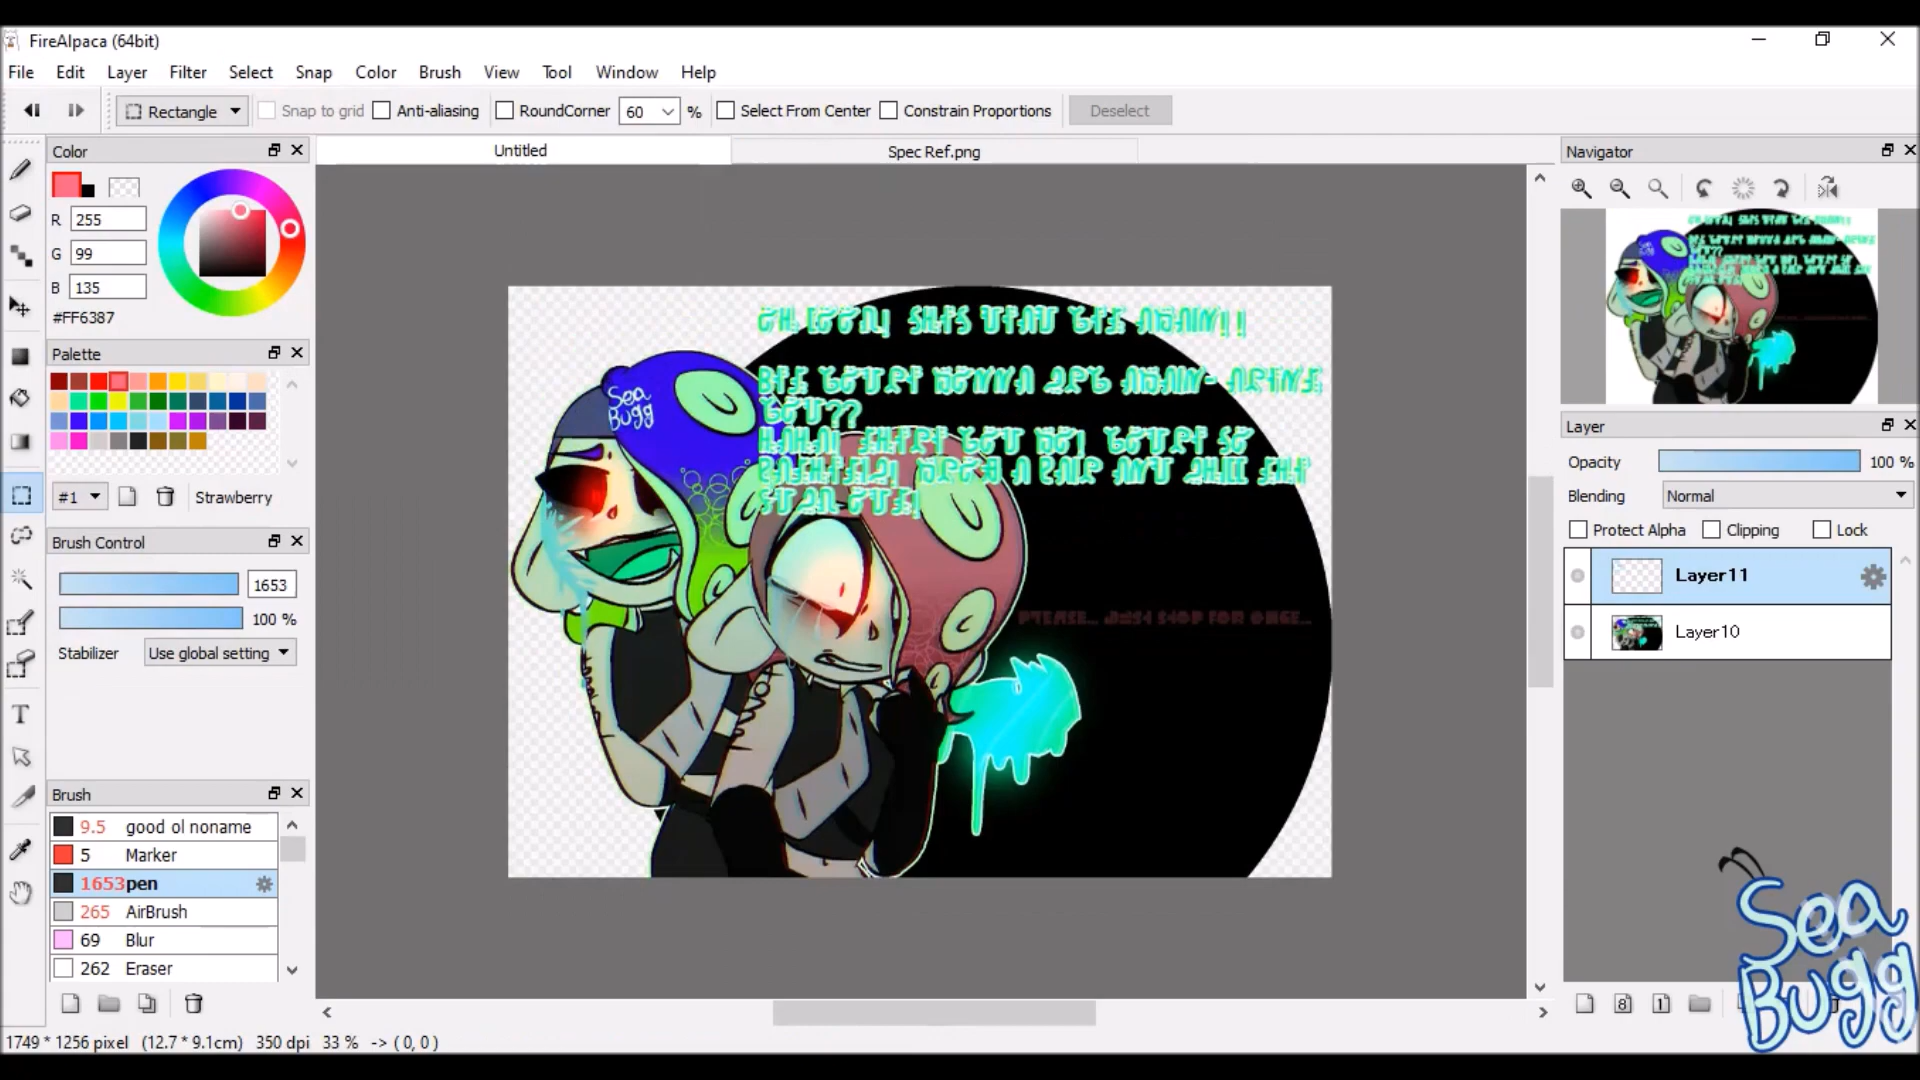 FireAlpaca (64bit)
File Edit Layer Filter Select Snap Color Brush View Tool Window Help
Rectangle Snap to grid Anti-aliasing RoundCorner 60 % Select From Center Constrain Proportions Deselect
Color
Untitled
Spec Ref.png
Navigator
R 255
G 99
B 135
#FF6387
Palette
#1 Strawberry
Brush Control
1653
100 %
Stabilizer Use global setting
Brush
9.5 good ol noname
5 Marker
1653 pen
265 AirBrush
69 Blur
262 Eraser
Sea
Bugg
Layer
Opacity 100 %
Blending Normal
Protect Alpha Clipping Lock
Layer11
Layer10
Sea
Bugg
1749 * 1256 pixel (12.7 * 9.1cm) 350 dpi 33 % -> ( 0, 0 )